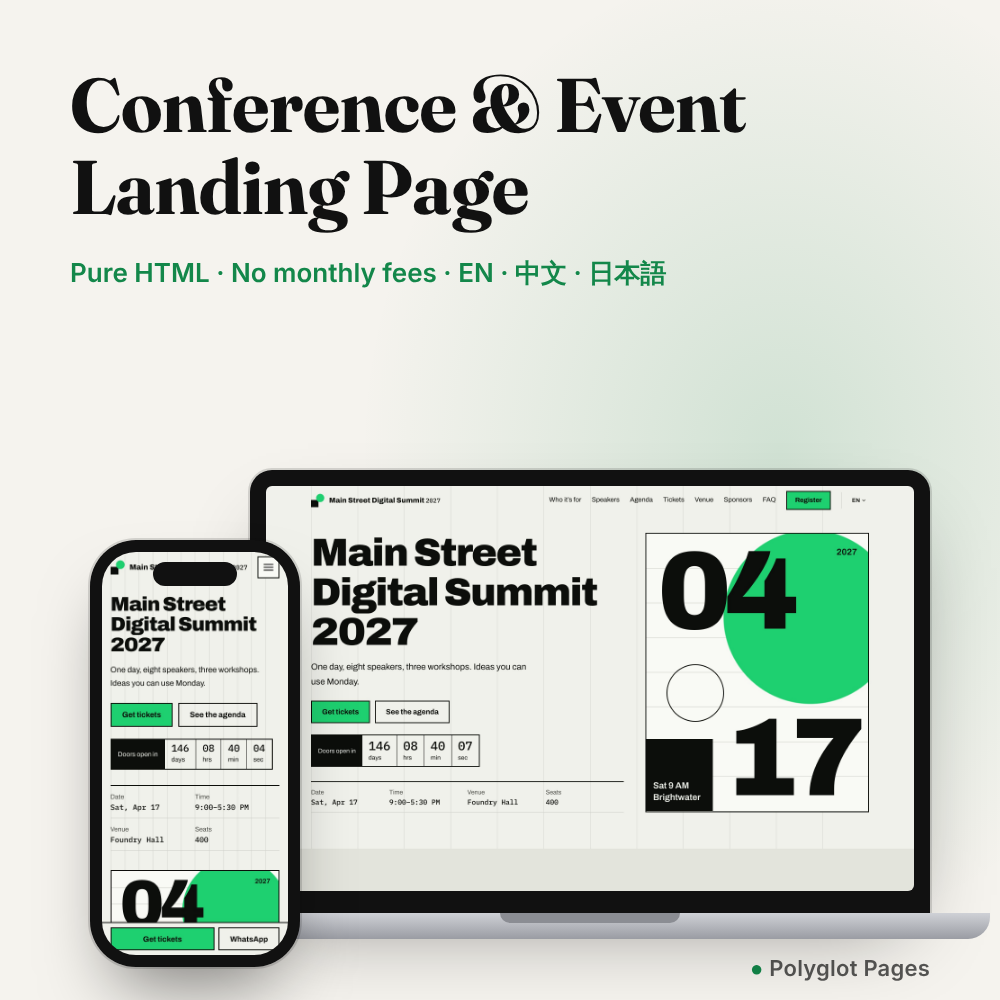 Conference & Event
Landing Page
Pure HTML · No monthly fees · EN · 中文 · 日本語
Main Street Digital Summit 2027
Who it's for Speakers Agenda Tickets Venue Sponsors FAQ Register EN
Main Street
Digital Summit
2027
One day, eight speakers, three workshops. Ideas you can
use Monday.
Get tickets See the agenda
Doors open in 146 days 08 hrs 40 min 07 sec
Date Time Venue Seats
Sat, Apr 17 9:00–5:30 PM Foundry Hall 400
2027
04
17
Sat 9 AM
Brightwater
Main S 2027
Main Street
Digital Summit
2027
One day, eight speakers, three workshops.
Ideas you can use Monday.
Get tickets See the agenda
Doors open in 146 days 08 hrs 40 min 04 sec
Date Time
Sat, Apr 17 9:00–5:30 PM
Venue Seats
Foundry Hall 400
2027
04
Get tickets WhatsApp
Polyglot Pages